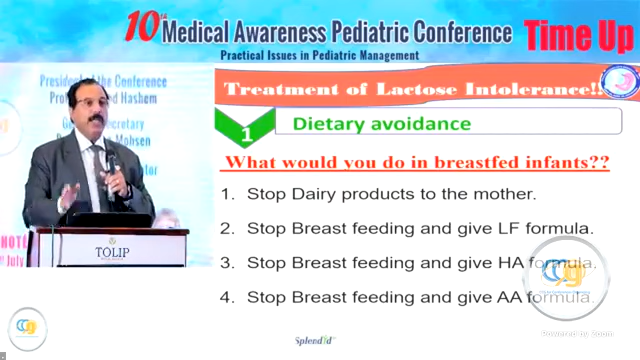 10th Medical Awareness Pediatric Conference
Practical Issues in Pediatric Management
Time Up
President of the Conference
Hashem
Mohsen
TOLIP
July
Treatment of Lactose Intolerance!!
1
Dietary avoidance
What would you do in breastfed infants??
1. Stop Dairy products to the mother.
2. Stop Breast feeding and give LF formula.
3. Stop Breast feeding and give HA formula.
4. Stop Breast feeding and give AA formula.
Splendid
Powered by Zoom